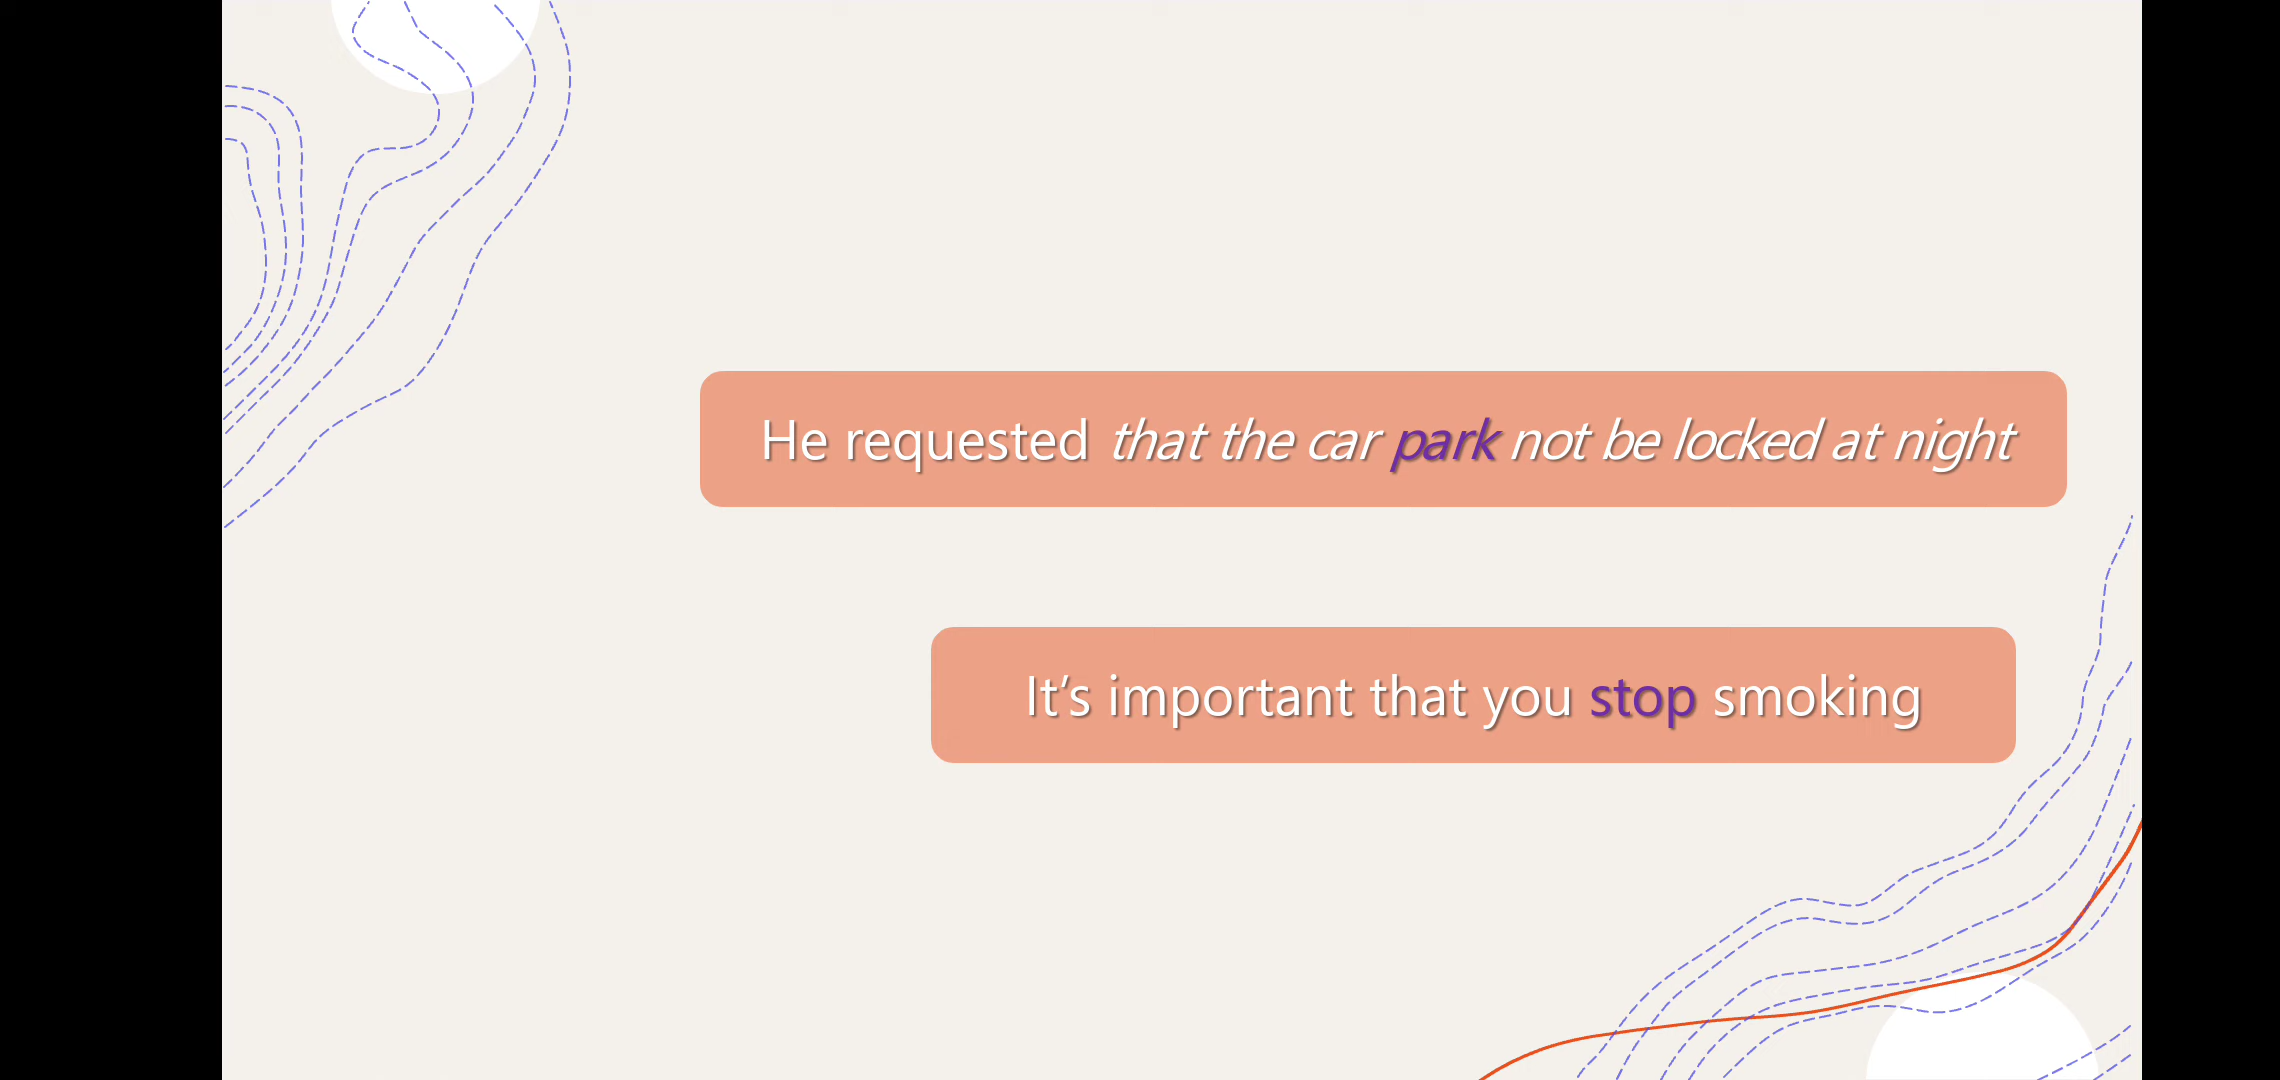 He requested that the car park not be locked at night
It’s important that you stop smoking